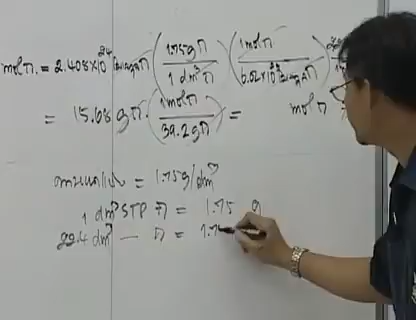 mol ก. = 2.408×10²⁴ โมเลกุล ก (1.75 g ก / 1 dm³ ก) (1 mol ก / 6.02×10²³ โมเลกุล ก)
= 15.68 g ก. (1 mol ก / 39.2 g ก) = mol ก
ความหนาแน่น = 1.75 g/dm³
1 dm³ STP ก = 1.75 g
22.4 dm³ — ก = 1.7